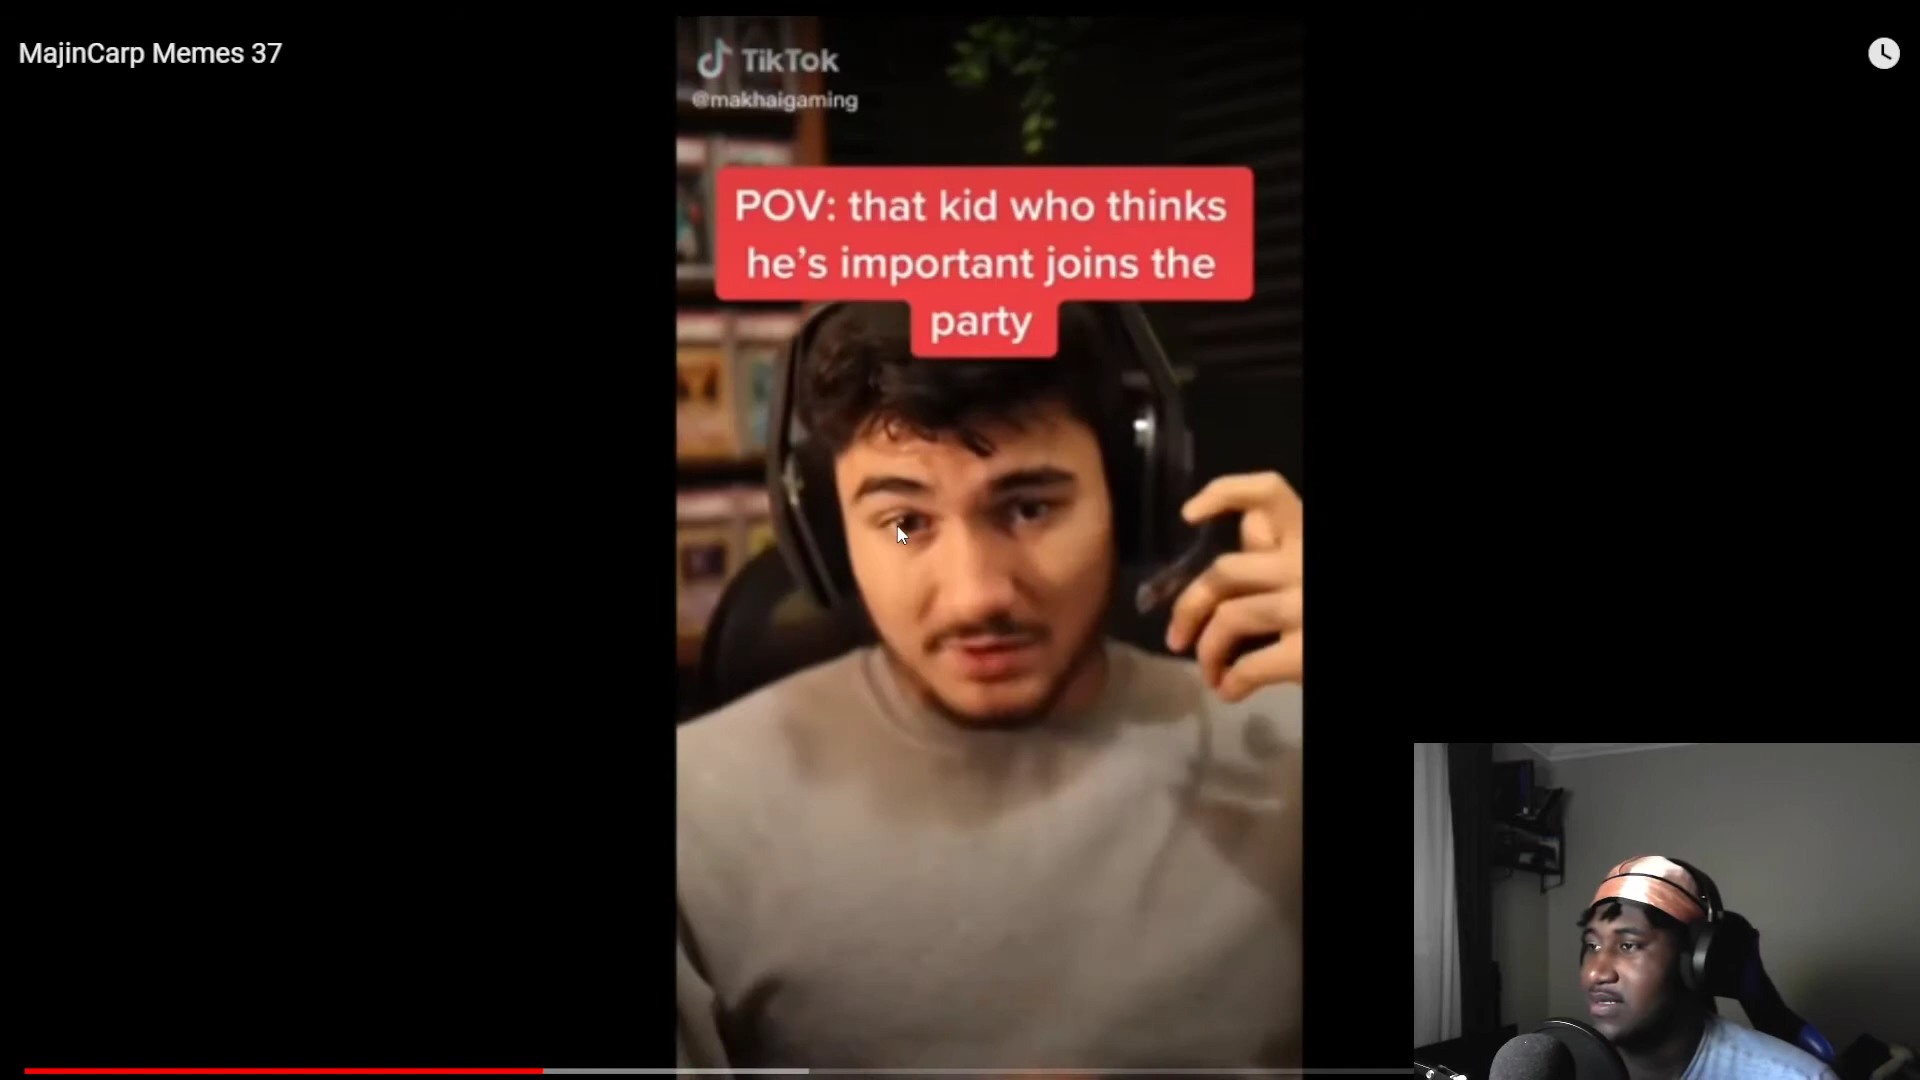 MajinCarp Memes 37
TikTok
@makhaigaming
POV: that kid who thinks
he's important joins the
party